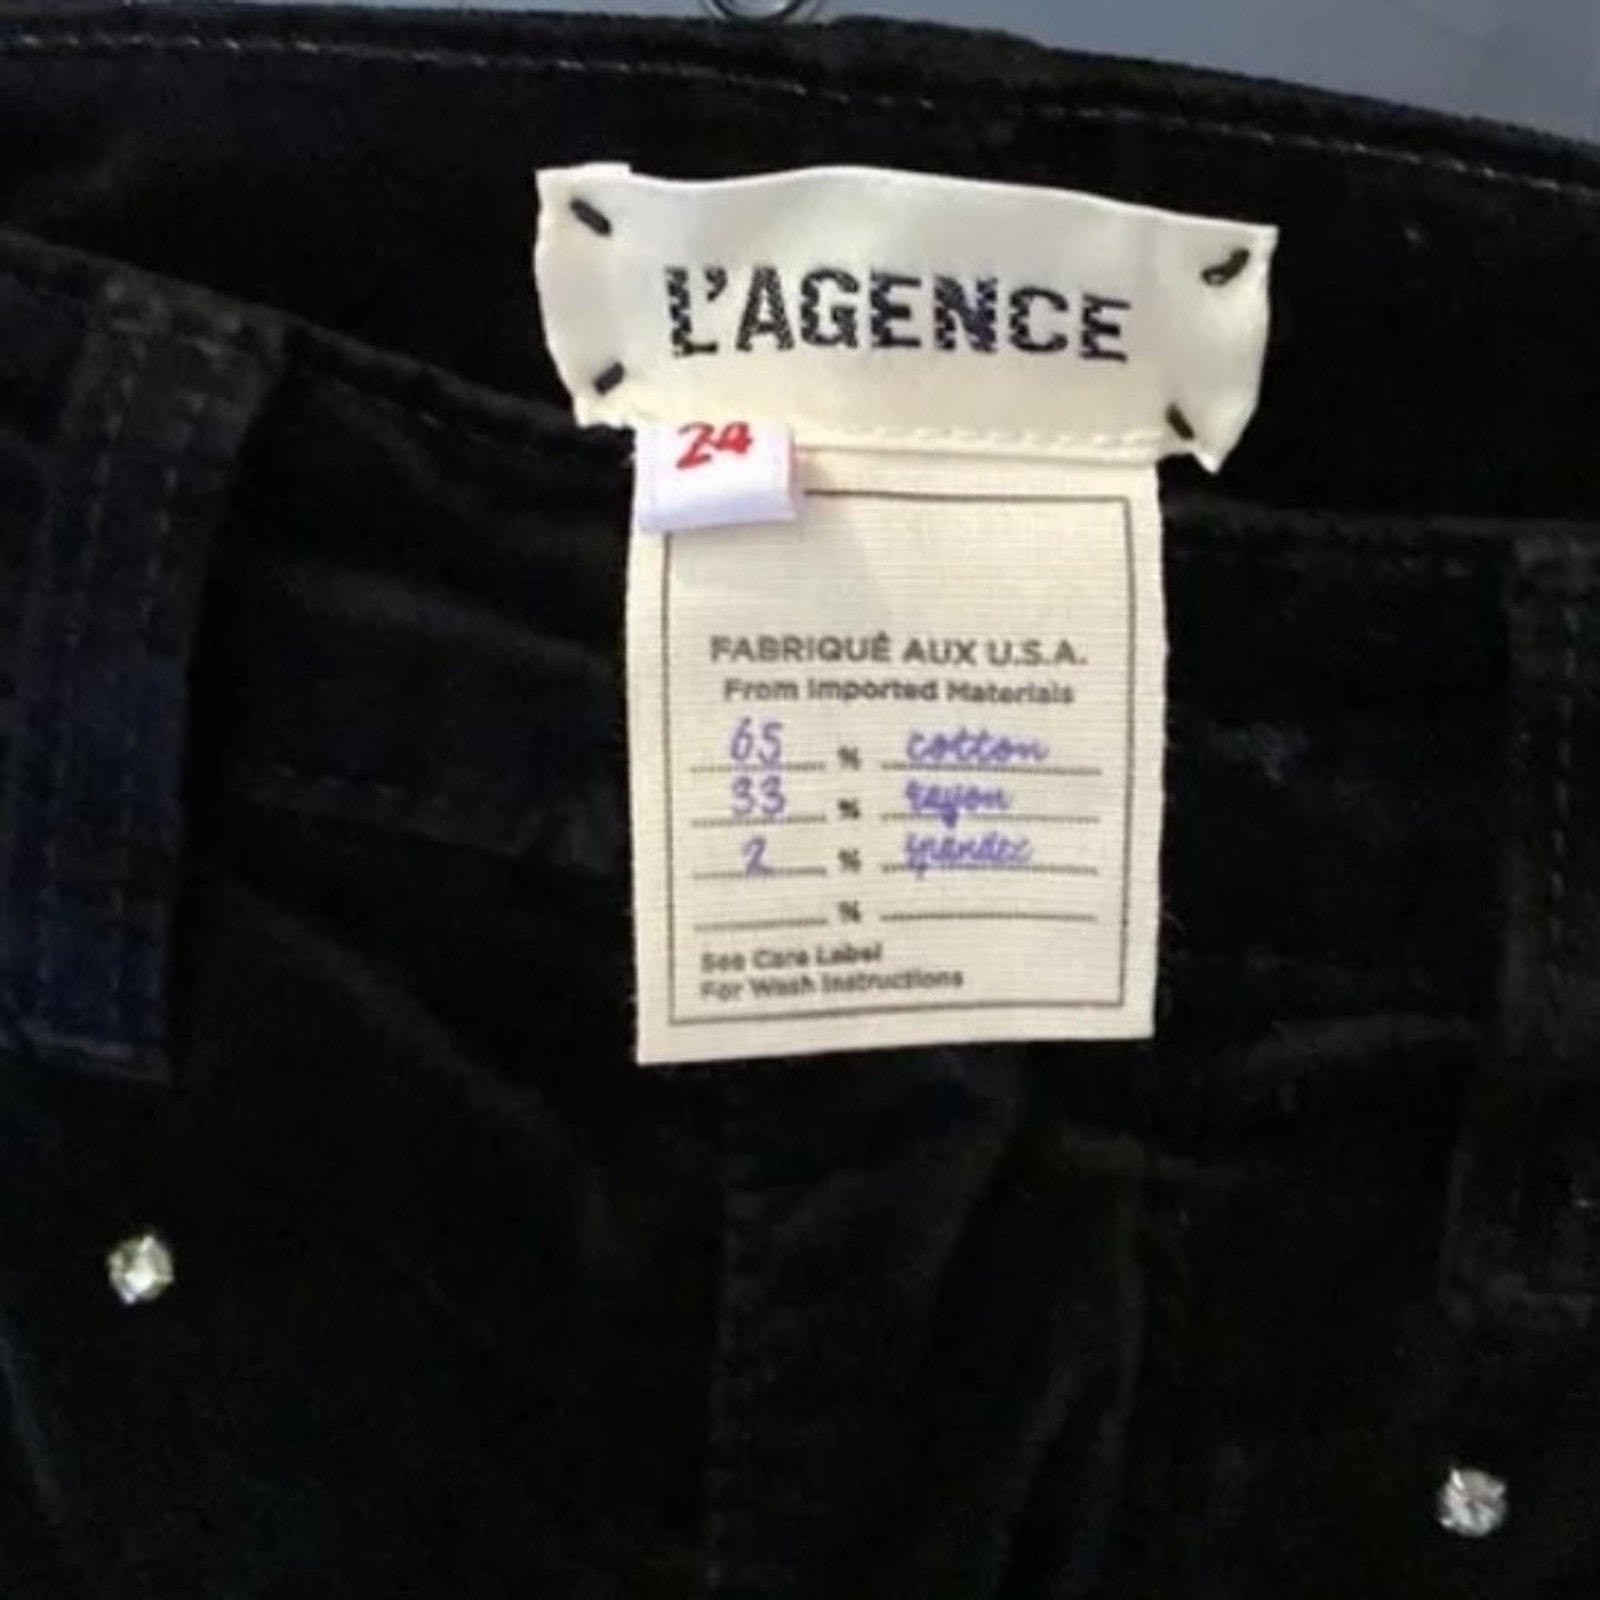 L'AGENCE
24
FABRIQUÉ AUX U.S.A.
From Imported Materials
65 % cotton
33 % rayon
2 % spandex
%
See Care Label
For Wash Instructions